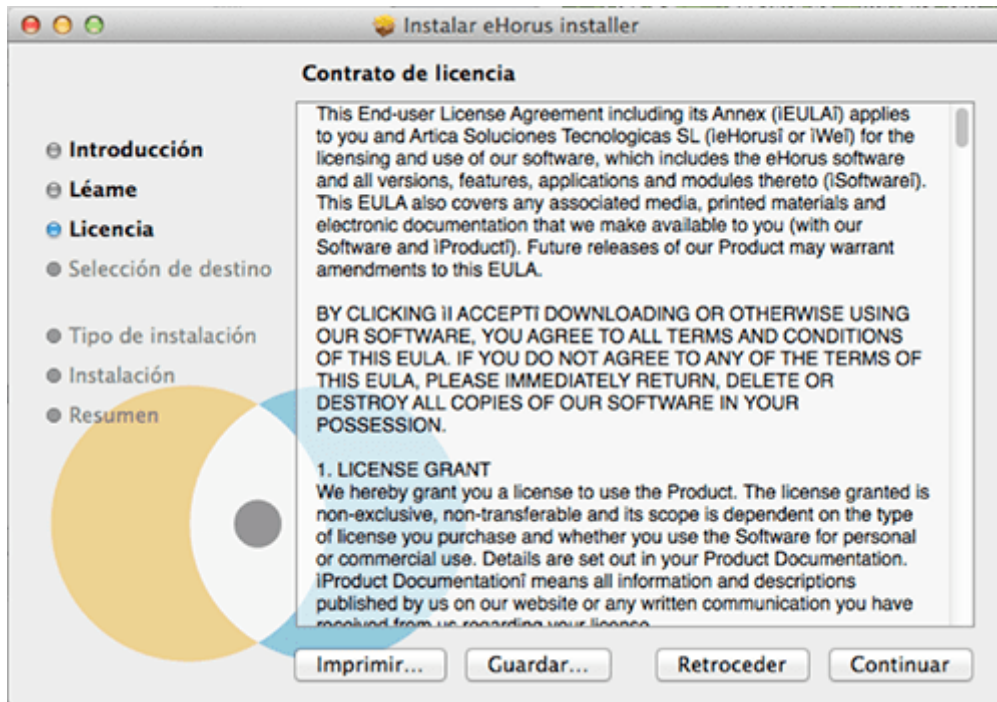 Instalar eHorus installer
Contrato de licencia
Introducción
Léame
Licencia
Selección de destino
Tipo de instalación
Instalación
Resumen
This End-user License Agreement including its Annex (ìEULAî) applies
to you and Artica Soluciones Tecnologicas SL (ìeHorusî or ìWeî) for the
licensing and use of our software, which includes the eHorus software
and all versions, features, applications and modules thereto (ìSoftwareî).
This EULA also covers any associated media, printed materials and
electronic documentation that we make available to you (with our
Software and ìProductî). Future releases of our Product may warrant
amendments to this EULA.
BY CLICKING ìI ACCEPTî DOWNLOADING OR OTHERWISE USING
OUR SOFTWARE, YOU AGREE TO ALL TERMS AND CONDITIONS
OF THIS EULA. IF YOU DO NOT AGREE TO ANY OF THE TERMS OF
THIS EULA, PLEASE IMMEDIATELY RETURN, DELETE OR
DESTROY ALL COPIES OF OUR SOFTWARE IN YOUR
POSSESSION.
1. LICENSE GRANT
We hereby grant you a license to use the Product. The license granted is
non-exclusive, non-transferable and its scope is dependent on the type
of license you purchase and whether you use the Software for personal
or commercial use. Details are set out in your Product Documentation.
ìProduct Documentationî means all information and descriptions
published by us on our website or any written communication you have
received from us regarding your license
Imprimir...
Guardar...
Retroceder
Continuar